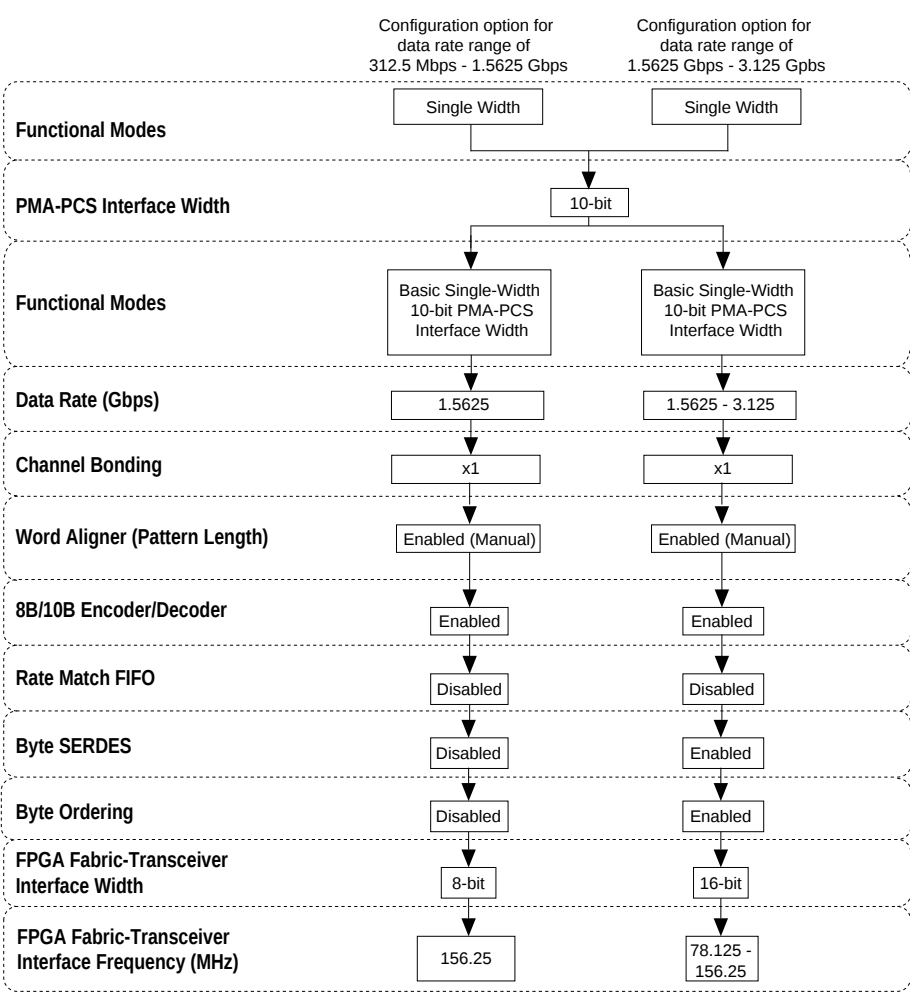 Configuration option for
data rate range of
312.5 Mbps - 1.5625 Gbps
Configuration option for
data rate range of
1.5625 Gbps - 3.125 Gpbs
Functional Modes
Single Width
Single Width
PMA-PCS Interface Width
10-bit
Functional Modes
Basic Single-Width
10-bit PMA-PCS
Interface Width
Basic Single-Width
10-bit PMA-PCS
Interface Width
Data Rate (Gbps)
1.5625
1.5625 - 3.125
Channel Bonding
x1
x1
Word Aligner (Pattern Length)
Enabled (Manual)
Enabled (Manual)
8B/10B Encoder/Decoder
Enabled
Enabled
Rate Match FIFO
Disabled
Disabled
Byte SERDES
Disabled
Enabled
Byte Ordering
Disabled
Enabled
FPGA Fabric-Transceiver
Interface Width
8-bit
16-bit
FPGA Fabric-Transceiver
Interface Frequency (MHz)
156.25
78.125 -
156.25